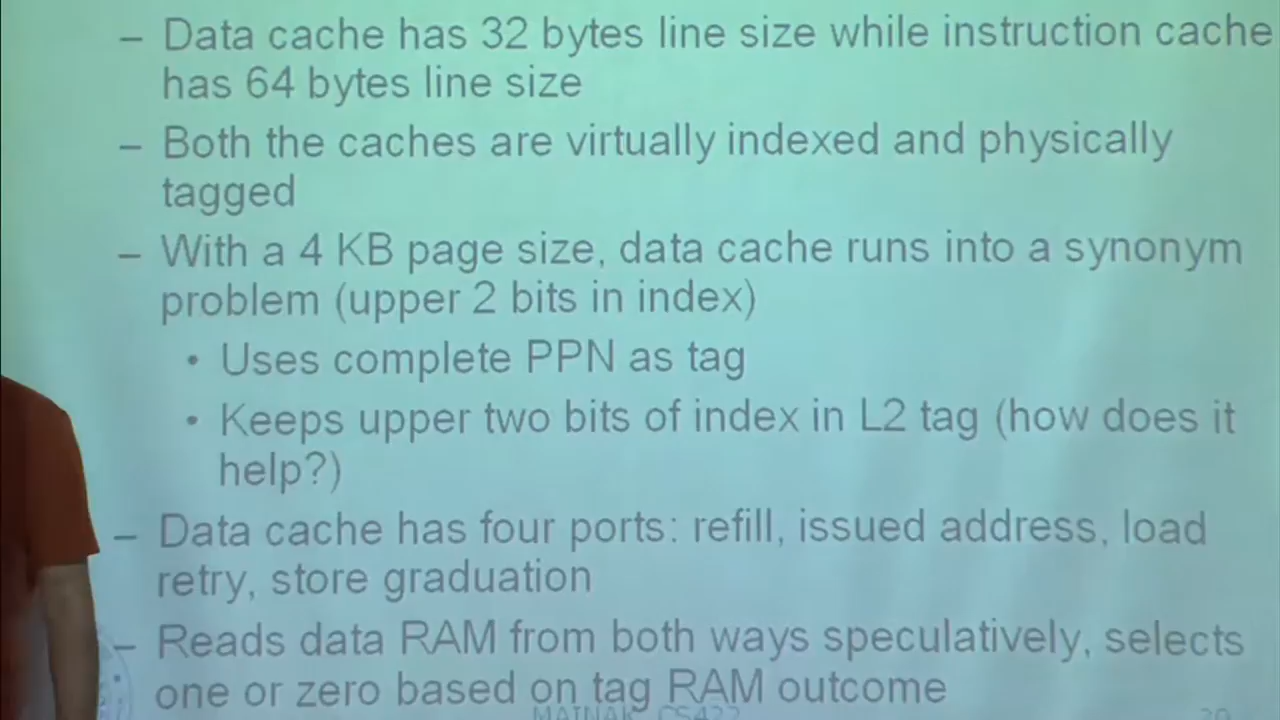 – Data cache has 32 bytes line size while instruction cache
has 64 bytes line size
– Both the caches are virtually indexed and physically
tagged
– With a 4 KB page size, data cache runs into a synonym
problem (upper 2 bits in index)
• Uses complete PPN as tag
• Keeps upper two bits of index in L2 tag (how does it
help?)
– Data cache has four ports: refill, issued address, load
retry, store graduation
– Reads data RAM from both ways speculatively, selects
one or zero based on tag RAM outcome
MAINAK CS422